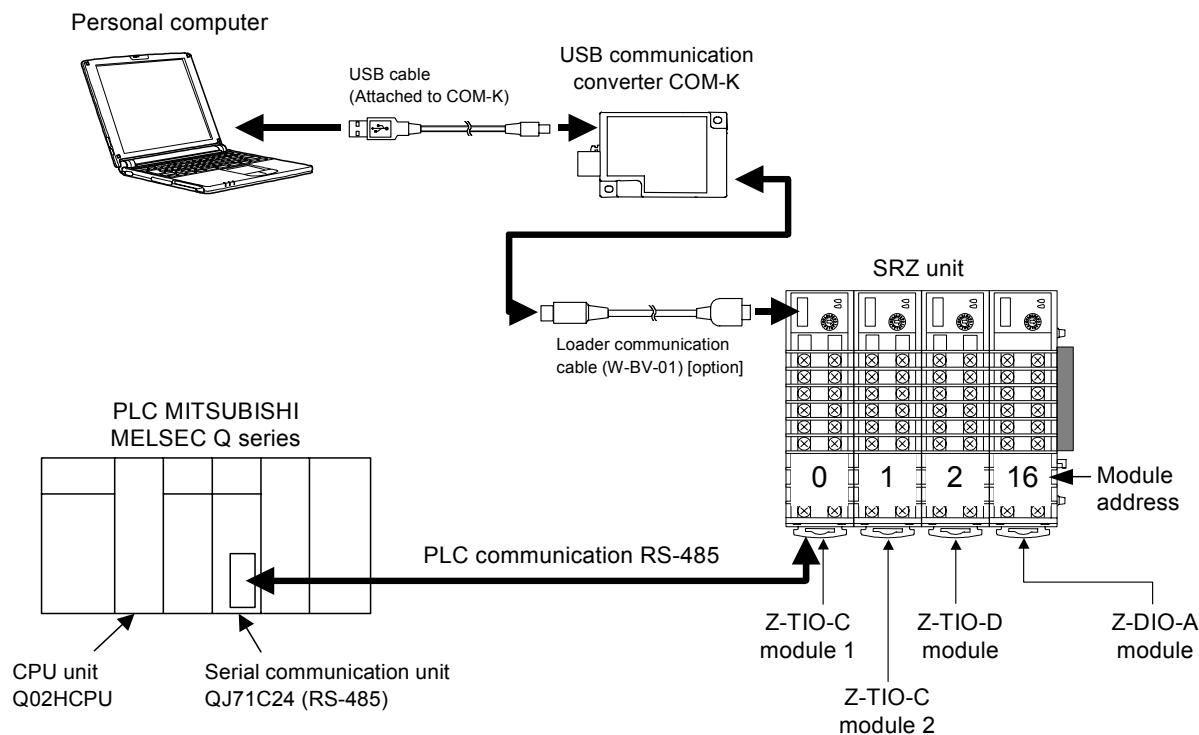 Personal computer
USB cable
(Attached to COM-K)
USB communication
converter COM-K
SRZ unit
Loader communication
cable (W-BV-01) [option]
PLC MITSUBISHI
MELSEC Q series
0 1 2 16
Module
address
PLC communication RS-485
CPU unit
Q02HCPU
Serial communication unit
QJ71C24 (RS-485)
Z-TIO-C
module 1
Z-TIO-C
module 2
Z-TIO-D
module
Z-DIO-A
module